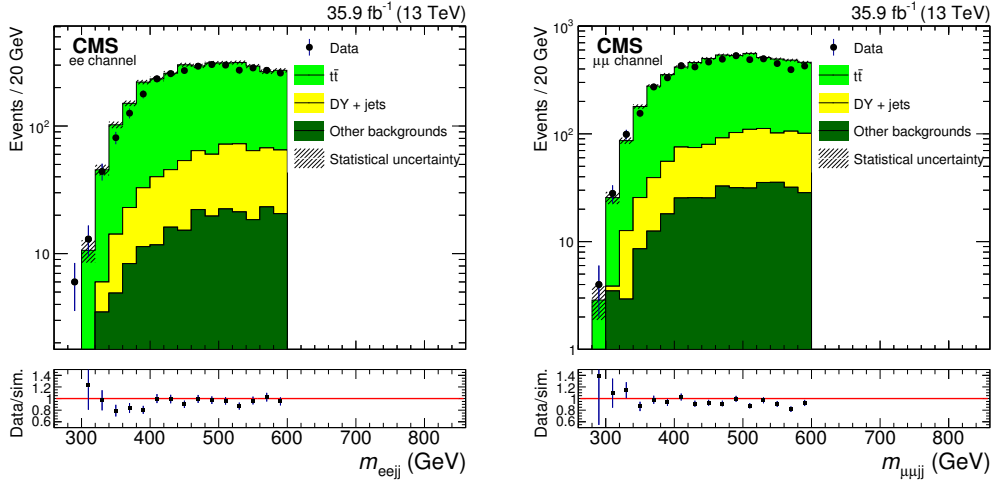 35.9 fb⁻¹ (13 TeV)
CMS
ee channel
Data
tt̄
DY + jets
Other backgrounds
Statistical uncertainty
Events / 20 GeV
10²
10
Data/sim.
1.4
1.2
1
0.8
0.6
300 400 500 600 700 800
m_eejj (GeV)
35.9 fb⁻¹ (13 TeV)
CMS
μμ channel
Data
tt̄
DY + jets
Other backgrounds
Statistical uncertainty
Events / 20 GeV
10³
10²
10
1
Data/sim.
1.4
1.2
1
0.8
0.6
300 400 500 600 700 800
m_μμjj (GeV)